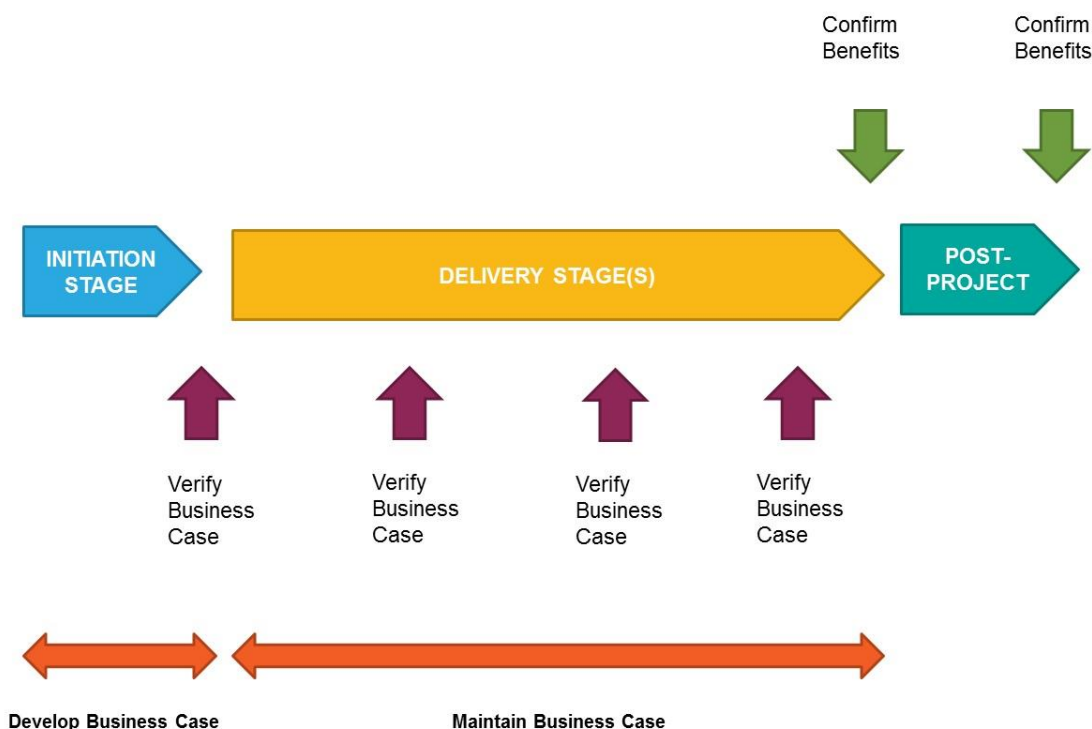 Confirm
Benefits
Confirm
Benefits
INITIATION
STAGE
DELIVERY STAGE(S)
POST-
PROJECT
Verify
Business
Case
Verify
Business
Case
Verify
Business
Case
Verify
Business
Case
Develop Business Case
Maintain Business Case